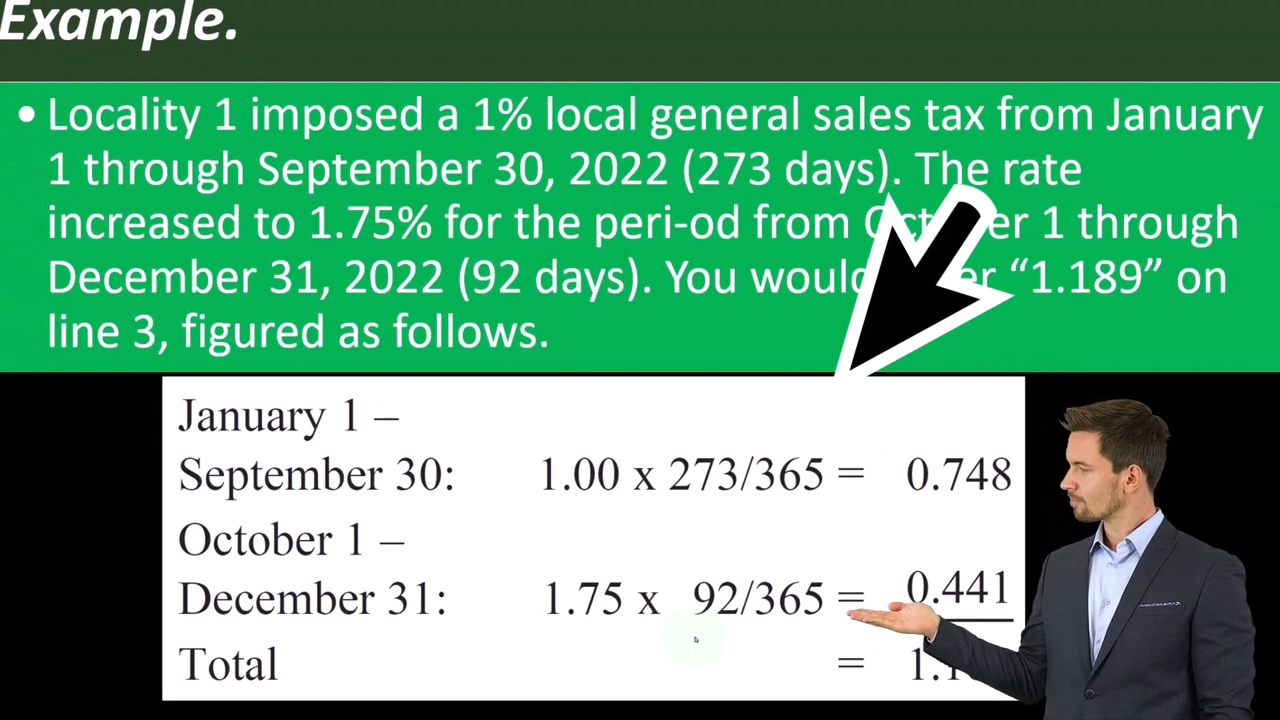 Example.
• Locality 1 imposed a 1% local general sales tax from January
1 through September 30, 2022 (273 days). The rate
increased to 1.75% for the peri-od from October 1 through
December 31, 2022 (92 days). You would “1.189” on
line 3, figured as follows.
January 1 –
September 30: 1.00 x 273/365 = 0.748
October 1 –
December 31: 1.75 x 92/365 = 0.441
Total =